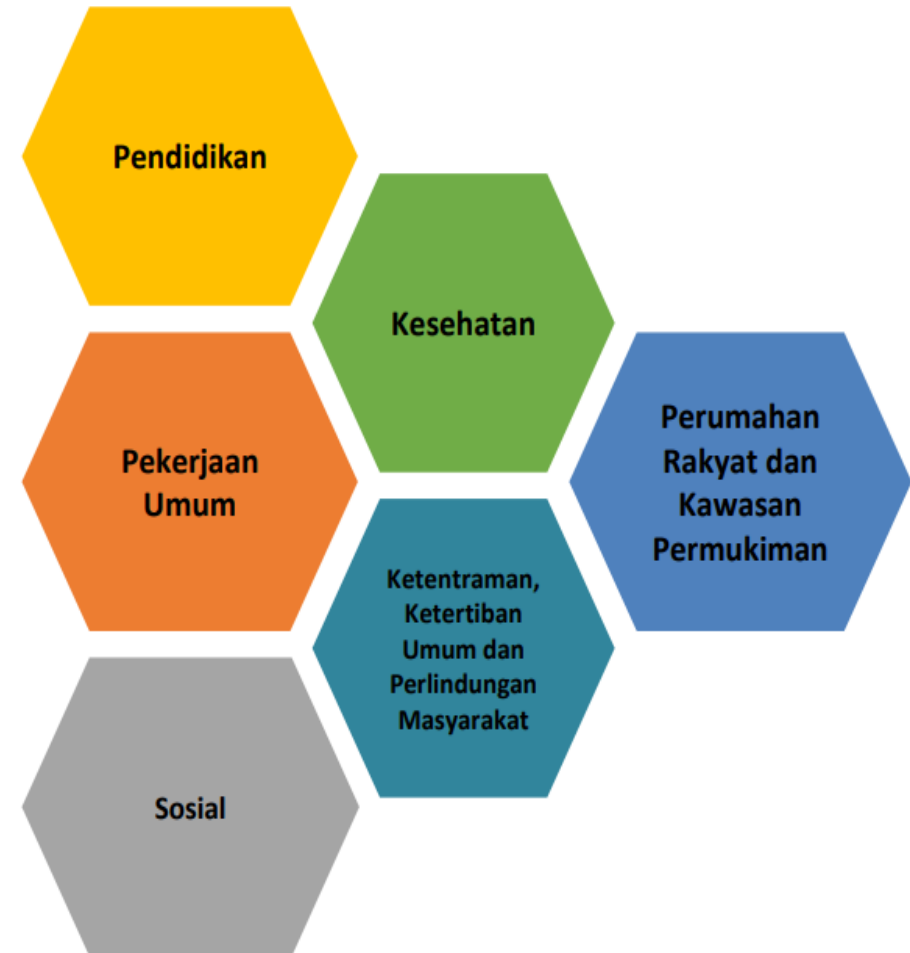 Pendidikan
Kesehatan
Pekerjaan
Umum
Perumahan
Rakyat dan
Kawasan
Permukiman
Ketentraman,
Ketertiban
Umum dan
Perlindungan
Masyarakat
Sosial